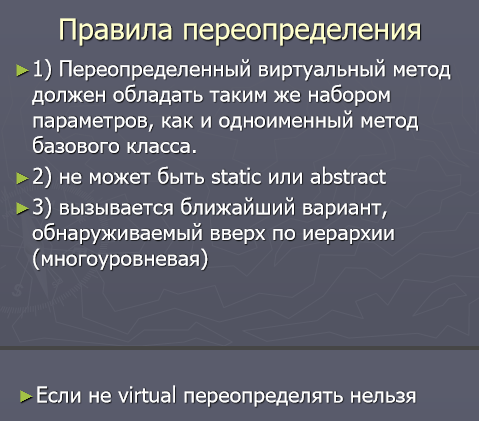 Правила переопределения
►1) Переопределенный виртуальный метод
должен обладать таким же набором
параметров, как и одноименный метод
базового класса.
►2) не может быть static или abstract
►3) вызывается ближайший вариант,
обнаруживаемый вверх по иерархии
(многоуровневая)
►Если не virtual переопределять нельзя